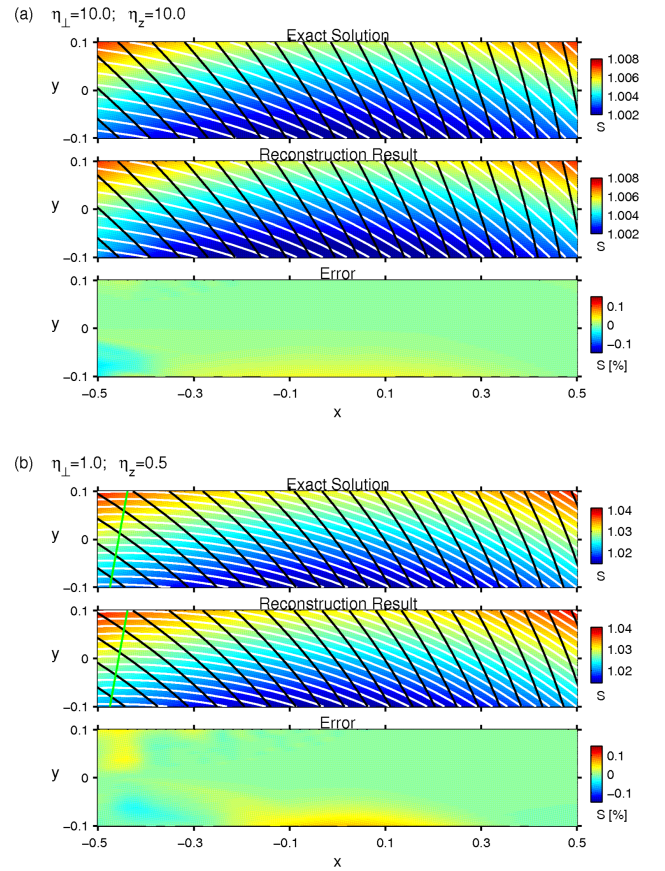 (a) η⊥=10.0; ηz=10.0
Exact Solution
0.1
y 0
−0.1
1.008
1.006
1.004
1.002
S
Reconstruction Result
0.1
y 0
−0.1
1.008
1.006
1.004
1.002
S
Error
0.1
y 0
−0.1
0.1
0
−0.1
S [%]
−0.5 −0.3 −0.1 0.1 0.3 0.5
x
(b) η⊥=1.0; ηz=0.5
Exact Solution
0.1
y 0
−0.1
1.04
1.02
S
Reconstruction Result
0.1
y 0
−0.1
1.04
1.02
S
Error
0.1
y 0
−0.1
0.1
0
−0.1
S [%]
−0.5 −0.3 −0.1 0.1 0.3 0.5
x